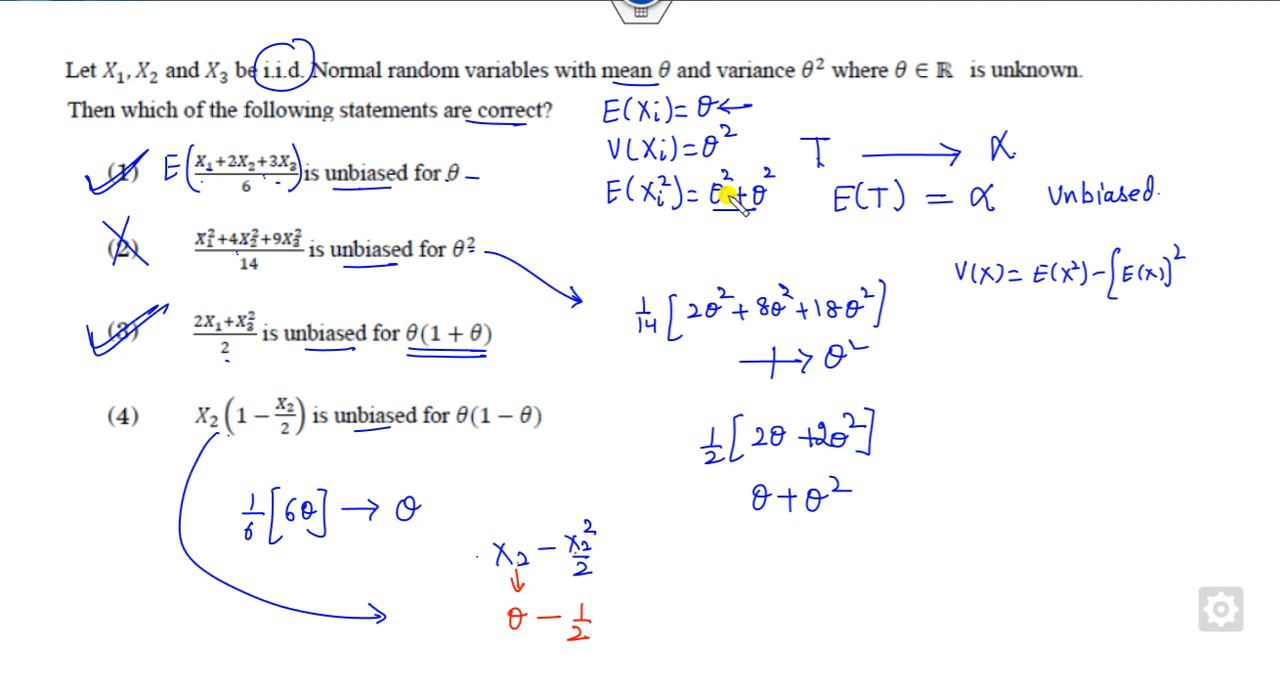 Let X₁, X₂ and X₃ be i.i.d. Normal random variables with mean θ and variance θ² where θ ∈ ℝ is unknown.
Then which of the following statements are correct?
E(Xᵢ) = θ ←
V(Xᵢ) = θ²
T ⟶ α
(1) E((X₁+2X₂+3X₃)/6) is unbiased for θ –
E(Xᵢ²) = θ² + θ²
E(T) = α Unbiased.
(2) (X₁²+4X₂²+9X₃²)/14 is unbiased for θ²
V(X) = E(X²) – [E(X)]²
1/14 [2θ² + 8θ² + 18θ²]
(3) (2X₁+X₃²)/2 is unbiased for θ(1 + θ)
↛ θ²
(4) X₂(1 − X₂/2) is unbiased for θ(1 − θ)
1/2 [2θ + 2θ²]
θ + θ²
1/6 [6θ] → θ
X₂ – X₂²/2
↓
θ – 1/2